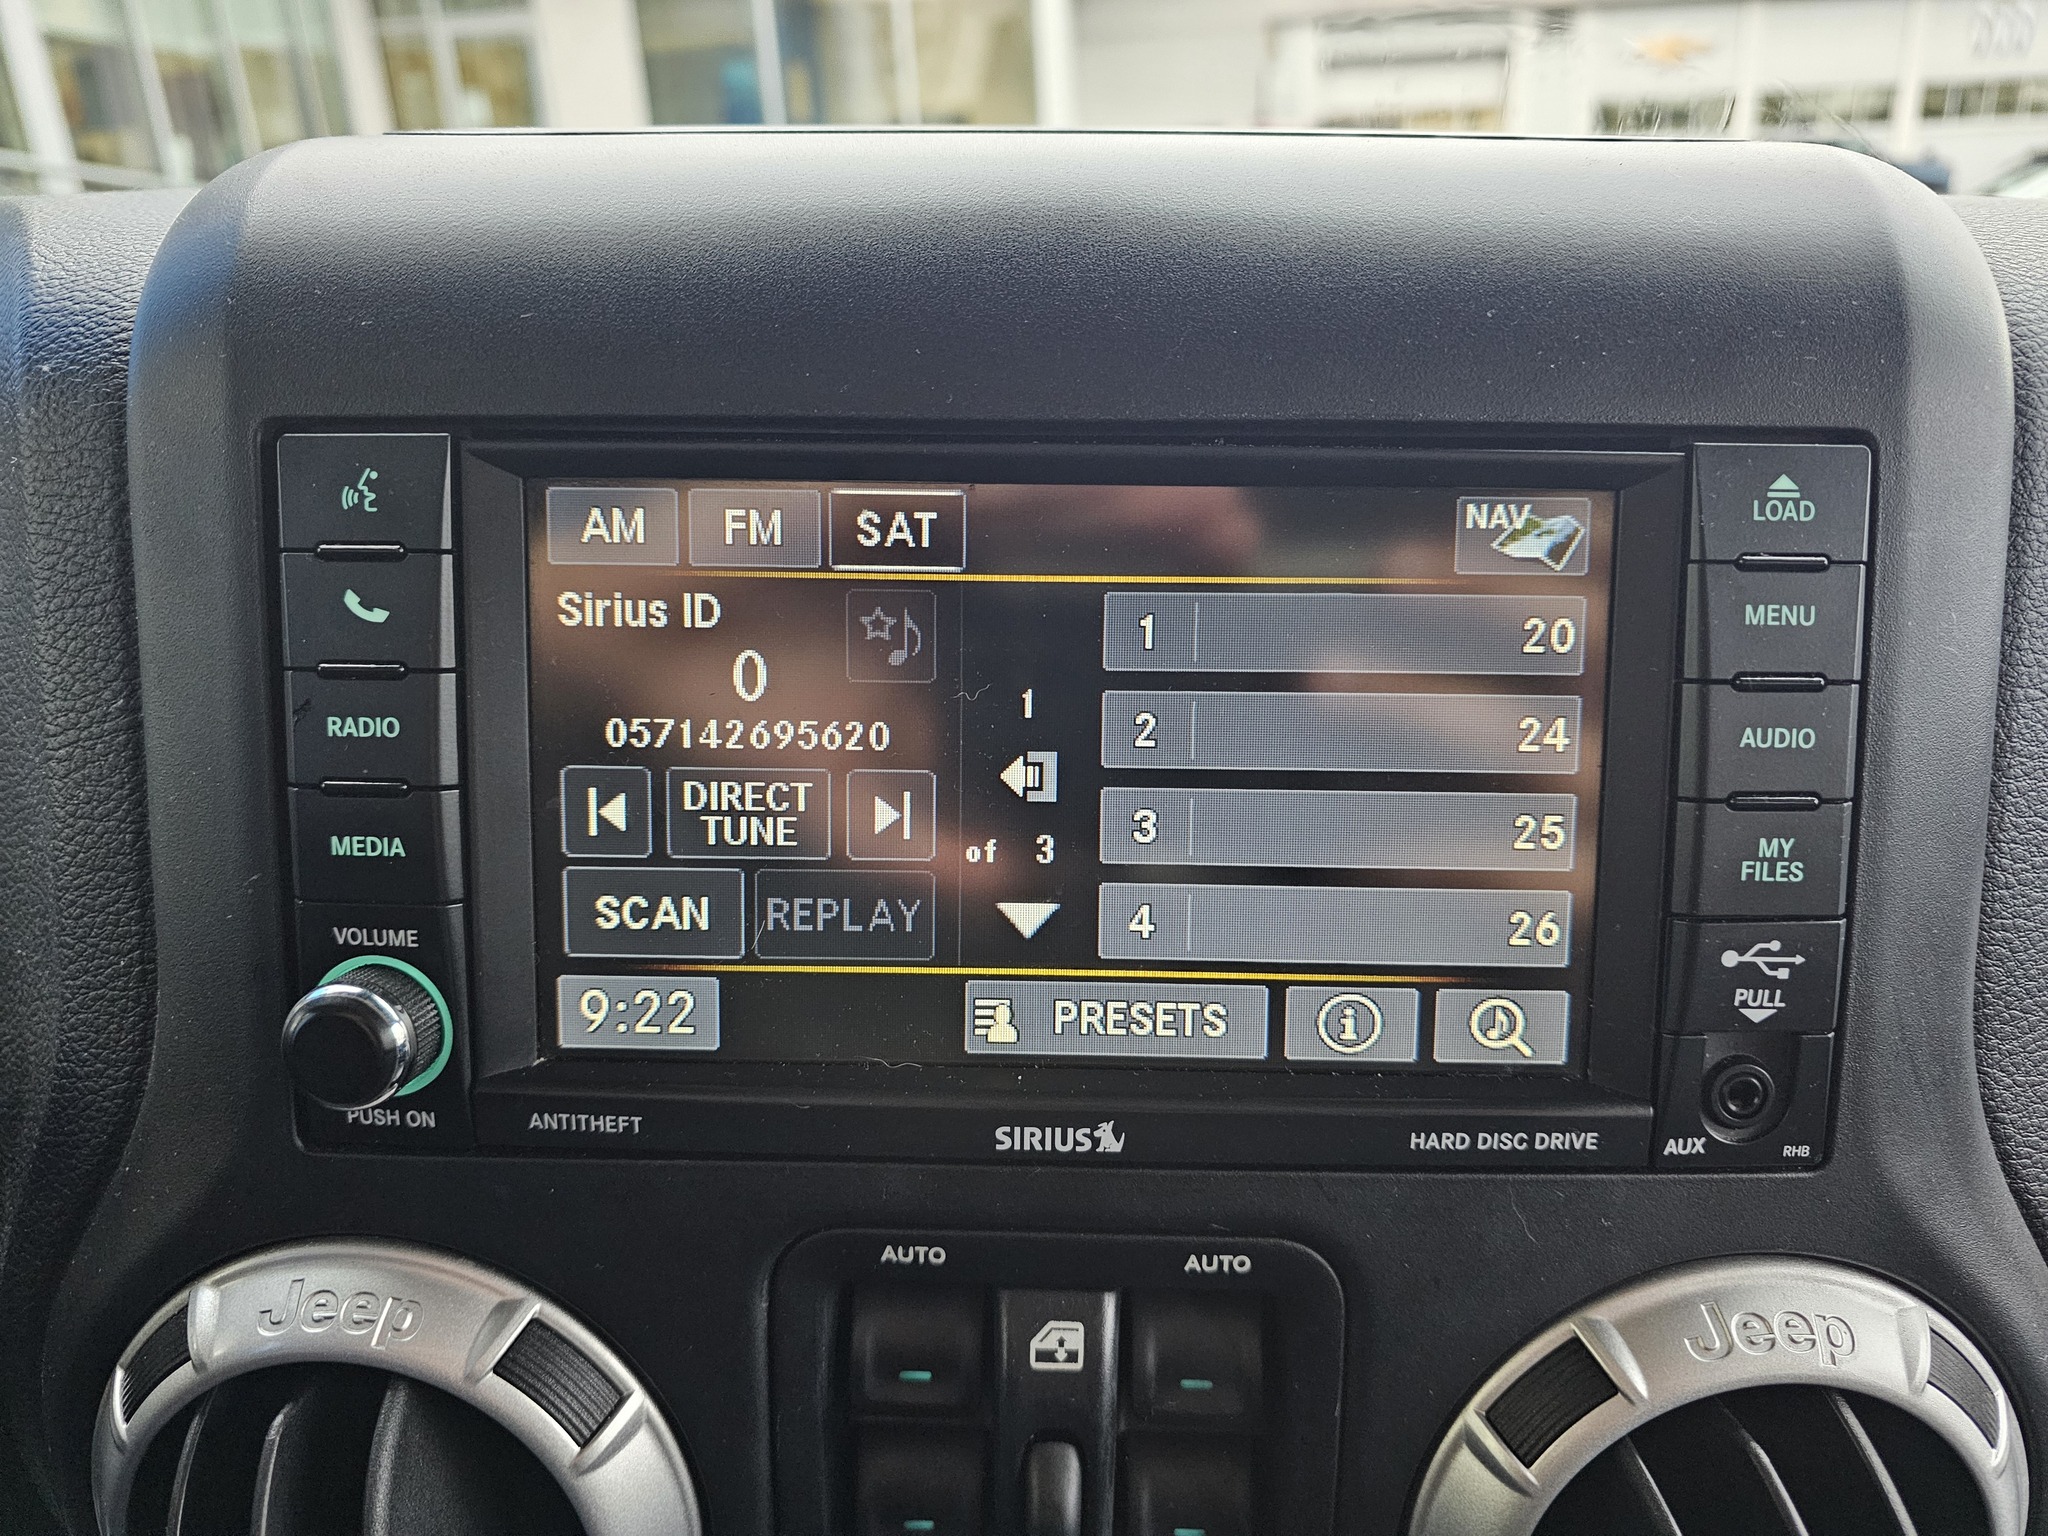 AM FM SAT NAV
Sirius ID
0
057142695620
DIRECT
TUNE
SCAN REPLAY
1
of 3
1 20
2 24
3 25
4 26
9:22 PRESETS
RADIO
MEDIA
VOLUME
PUSH ON
LOAD
MENU
AUDIO
MY
FILES
PULL
AUX RHB
ANTITHEFT SIRIUS HARD DISC DRIVE
AUTO AUTO
Jeep Jeep